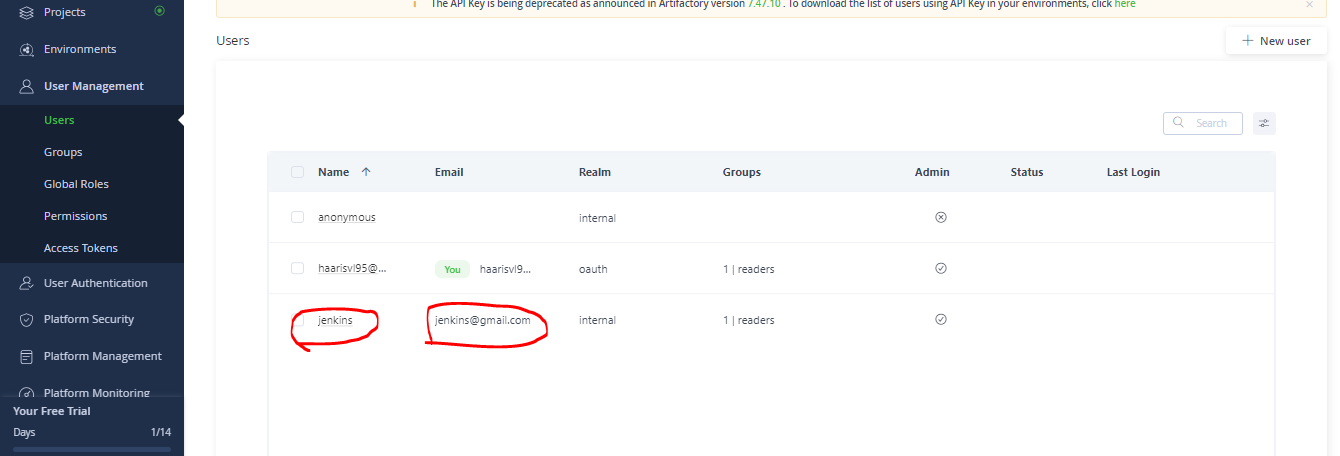 The API Key is being deprecated as announced in Artifactory version 7.47.10 . To download the list of users using API Key in your environments, click here
Projects
Environments
User Management
Users
Groups
Global Roles
Permissions
Access Tokens
User Authentication
Platform Security
Platform Management
Platform Monitoring
Your Free Trial
Days 1/14
Users
New user
Search
Name Email Realm Groups Admin Status Last Login
anonymous internal
haarisvl95@... You haarisvl9... oauth 1 | readers
jenkins jenkins@gmail.com internal 1 | readers